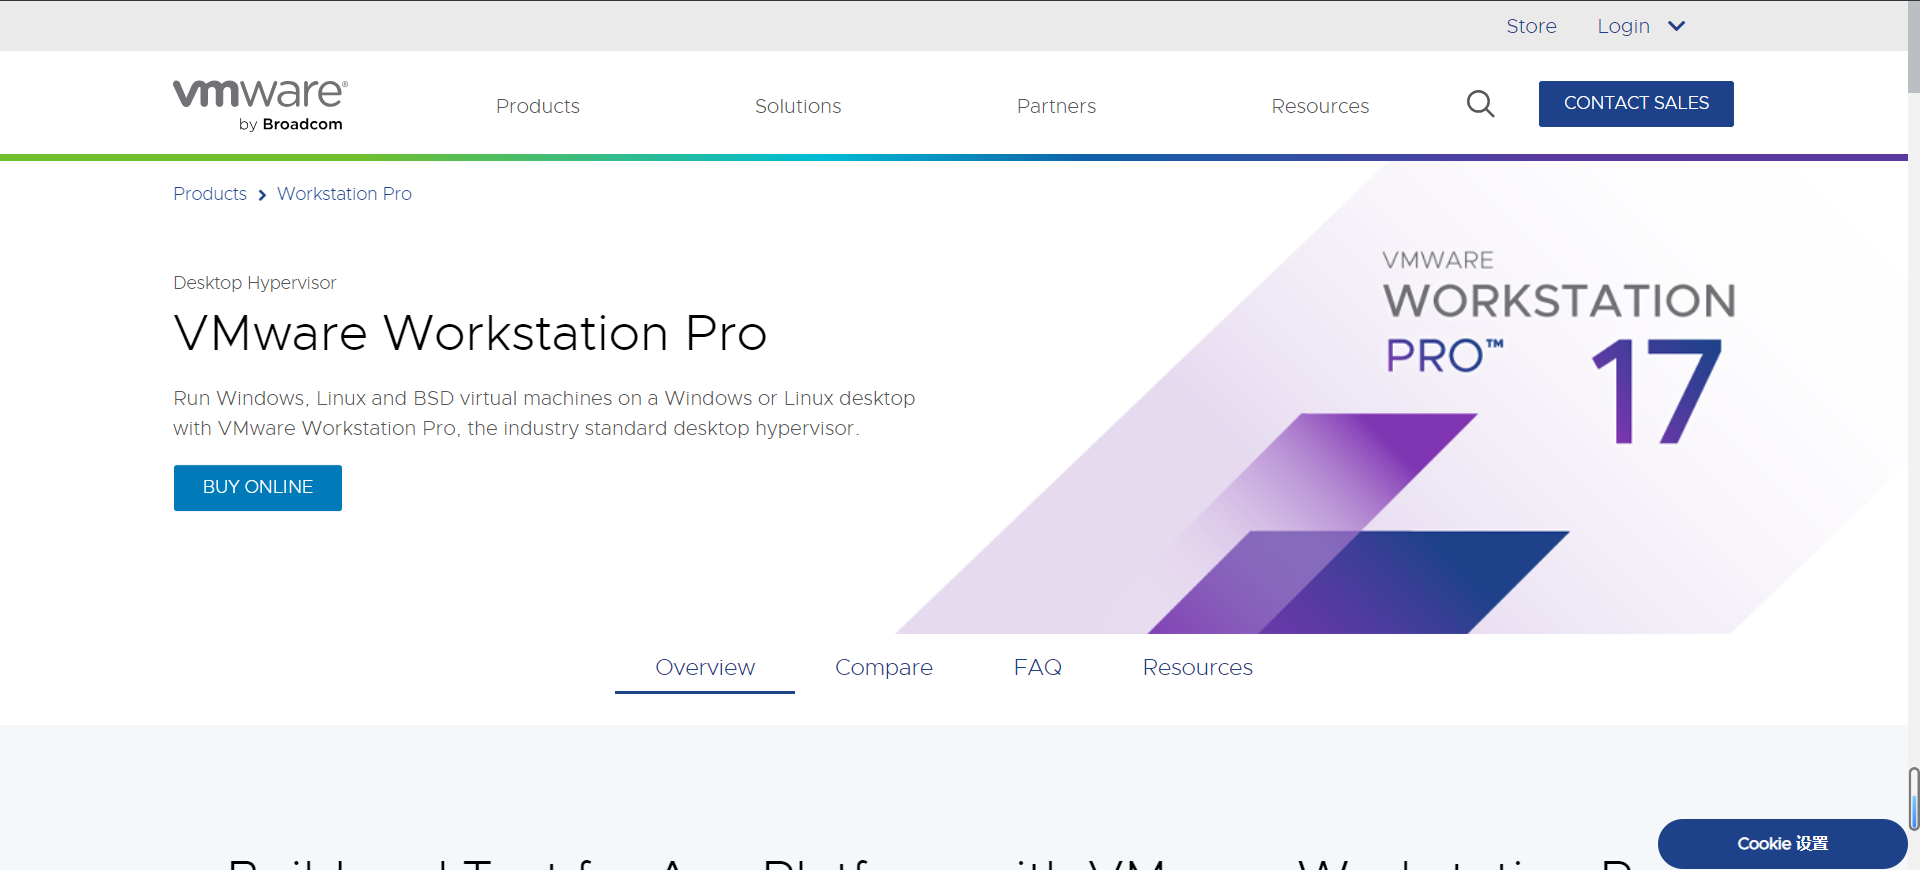 Store
Login
vmware®
by Broadcom
Products
Solutions
Partners
Resources
CONTACT SALES
Products
Workstation Pro
Desktop Hypervisor
VMware Workstation Pro
Run Windows, Linux and BSD virtual machines on a Windows or Linux desktop
with VMware Workstation Pro, the industry standard desktop hypervisor.
BUY ONLINE
VMWARE
WORKSTATION
PRO™ 17
Overview
Compare
FAQ
Resources
Cookie 设置